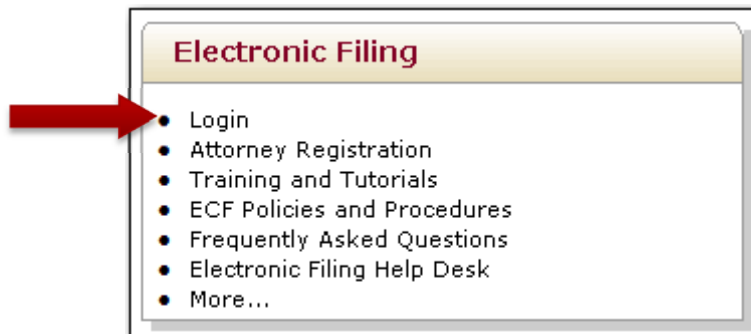 Electronic Filing
Login
Attorney Registration
Training and Tutorials
ECF Policies and Procedures
Frequently Asked Questions
Electronic Filing Help Desk
More...